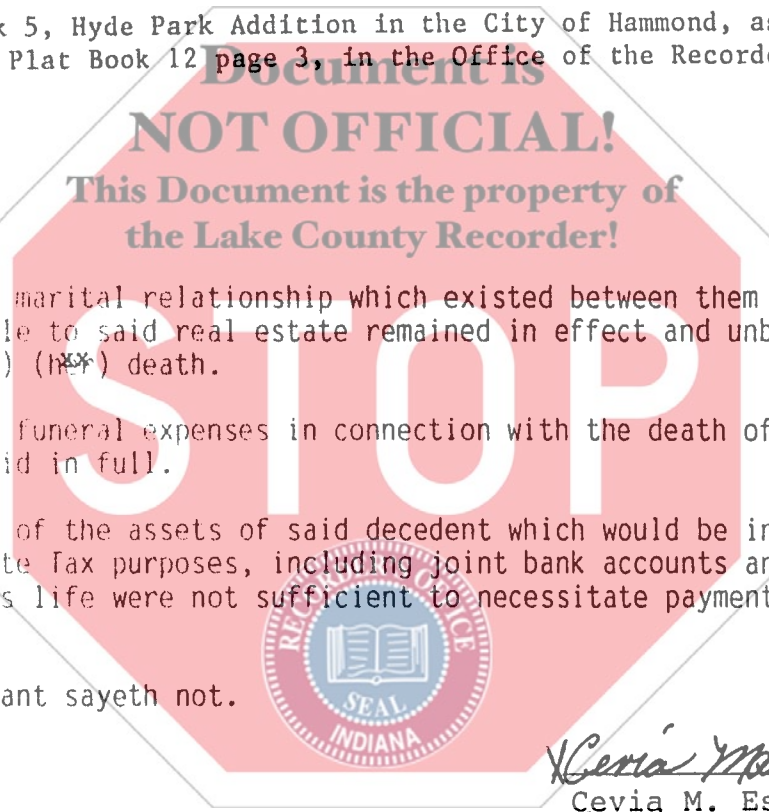 k 5, Hyde Park Addition in the City of Hammond, as
Plat Book 12 page 3, in the Office of the Recorde
Document is
NOT OFFICIAL!
This Document is the property of
the Lake County Recorder!
marital relationship which existed between them
le to said real estate remained in effect and unb
) (her) death.
funeral expenses in connection with the death of
id in full.
STOP
of the assets of said decedent which would be in
te Tax purposes, including joint bank accounts an
s life were not sufficient to necessitate payment
RECORDER'S OFFICE
SEAL
INDIANA
ant sayeth not.
X Cevia M
Cevia M. Es